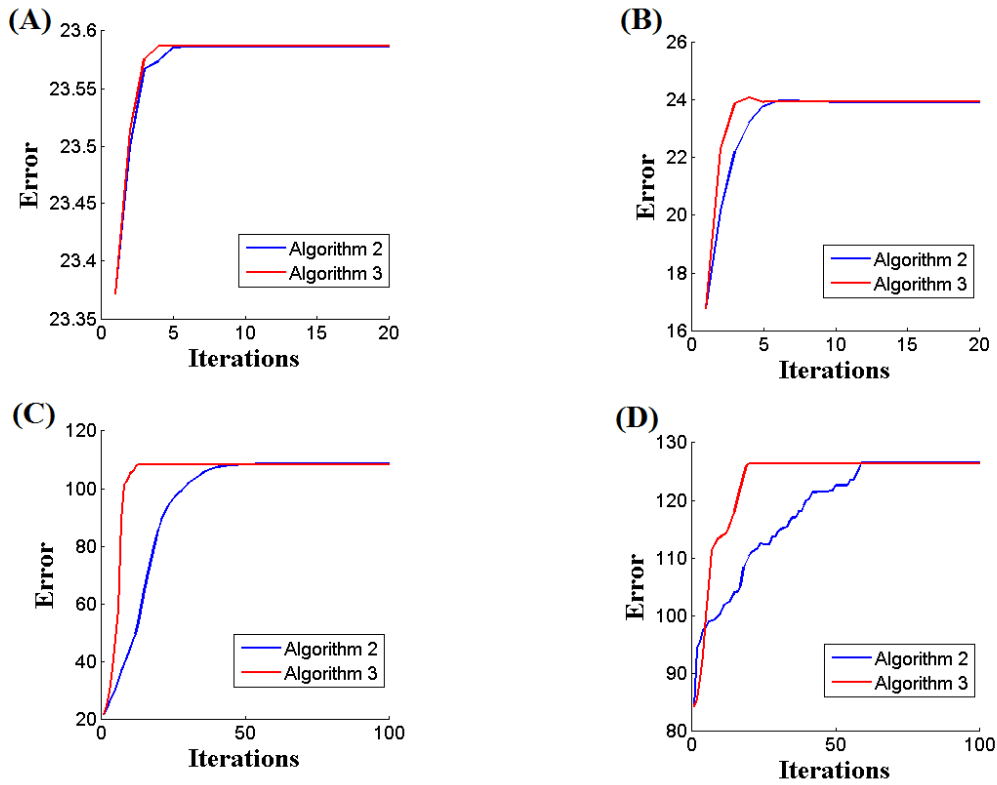 (A)
23.6
23.55
23.5
23.45
23.4
23.35
0 5 10 15 20
Error
Iterations
Algorithm 2
Algorithm 3
(B)
26
24
22
20
18
16
0 5 10 15 20
Error
Iterations
Algorithm 2
Algorithm 3
(C)
120
100
80
60
40
20
0 50 100
Error
Iterations
Algorithm 2
Algorithm 3
(D)
130
120
110
100
90
80
0 50 100
Error
Iterations
Algorithm 2
Algorithm 3